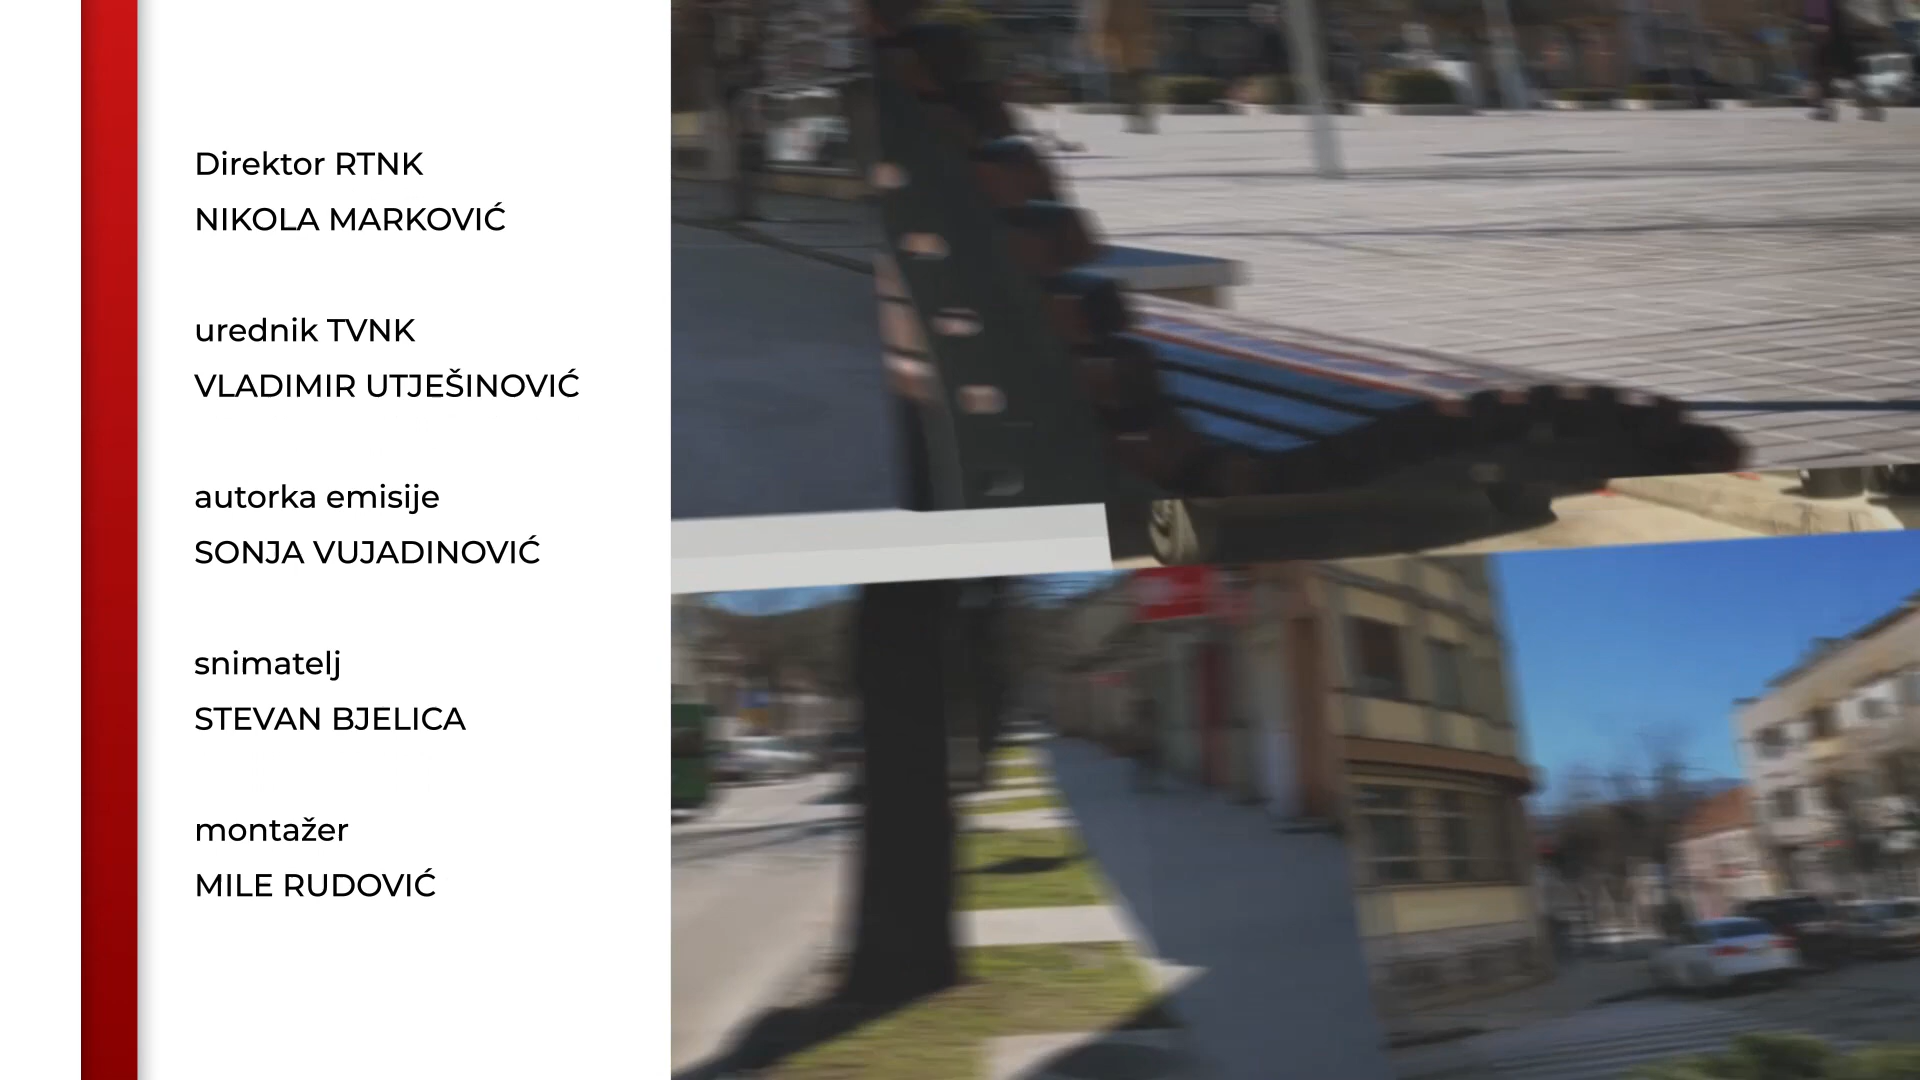 Direktor RTNK
NIKOLA MARKOVIĆ
urednik TVNK
VLADIMIR UTJEŠINOVIĆ
autorka emisije
SONJA VUJADINOVIĆ
snimatelj
STEVAN BJELICA
montažer
MILE RUDOVIĆ